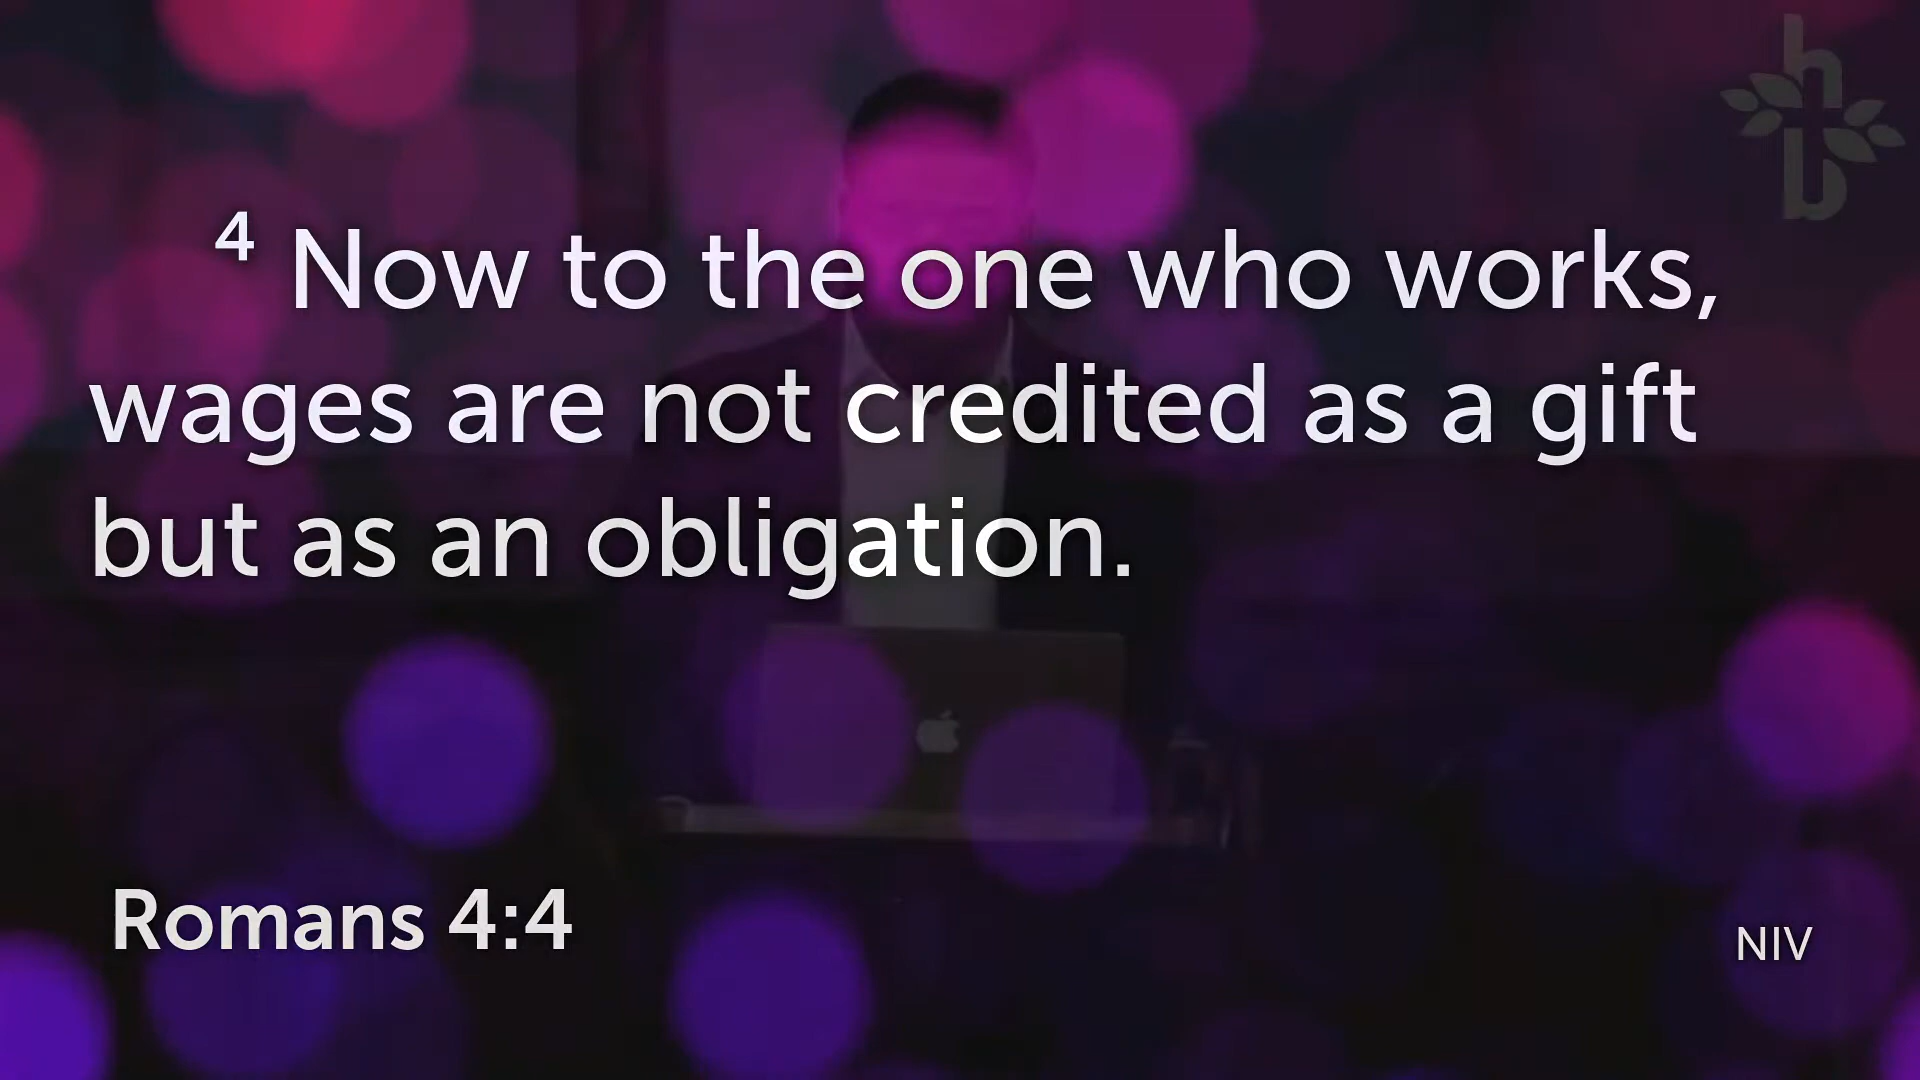 ⁴ Now to the one who works,
wages are not credited as a gift
but as an obligation.
Romans 4:4
NIV
hb